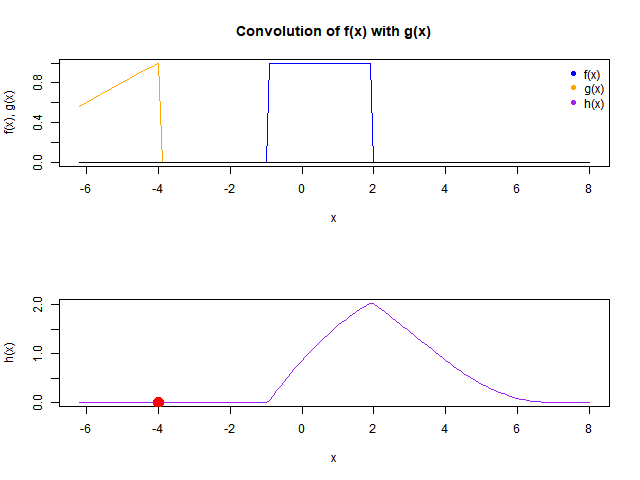 Convolution of f(x) with g(x)
f(x), g(x)
0.0 0.4 0.8
f(x)
g(x)
h(x)
-6 -4 -2 0 2 4 6 8
x
h(x)
0.0 1.0 2.0
-6 -4 -2 0 2 4 6 8
x